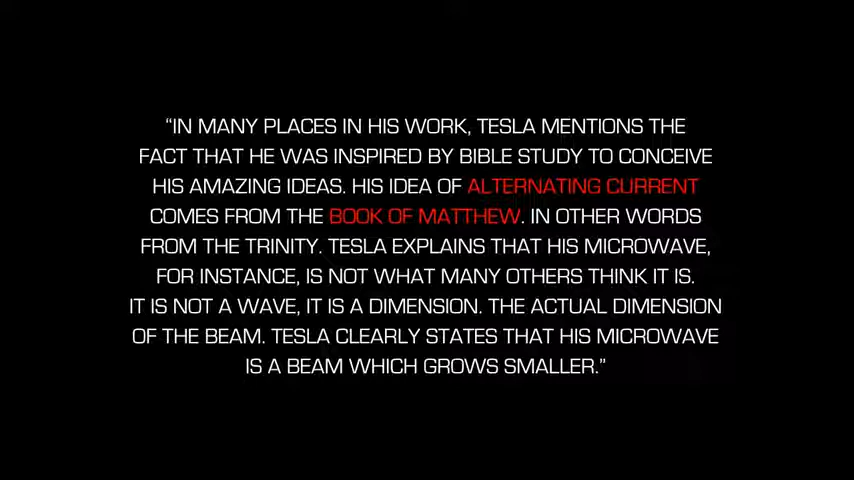 “IN MANY PLACES IN HIS WORK, TESLA MENTIONS THE
FACT THAT HE WAS INSPIRED BY BIBLE STUDY TO CONCEIVE
HIS AMAZING IDEAS. HIS IDEA OF ALTERNATING CURRENT
COMES FROM THE BOOK OF MATTHEW. IN OTHER WORDS
FROM THE TRINITY. TESLA EXPLAINS THAT HIS MICROWAVE,
FOR INSTANCE, IS NOT WHAT MANY OTHERS THINK IT IS.
IT IS NOT A WAVE, IT IS A DIMENSION. THE ACTUAL DIMENSION
OF THE BEAM. TESLA CLEARLY STATES THAT HIS MICROWAVE
IS A BEAM WHICH GROWS SMALLER.”